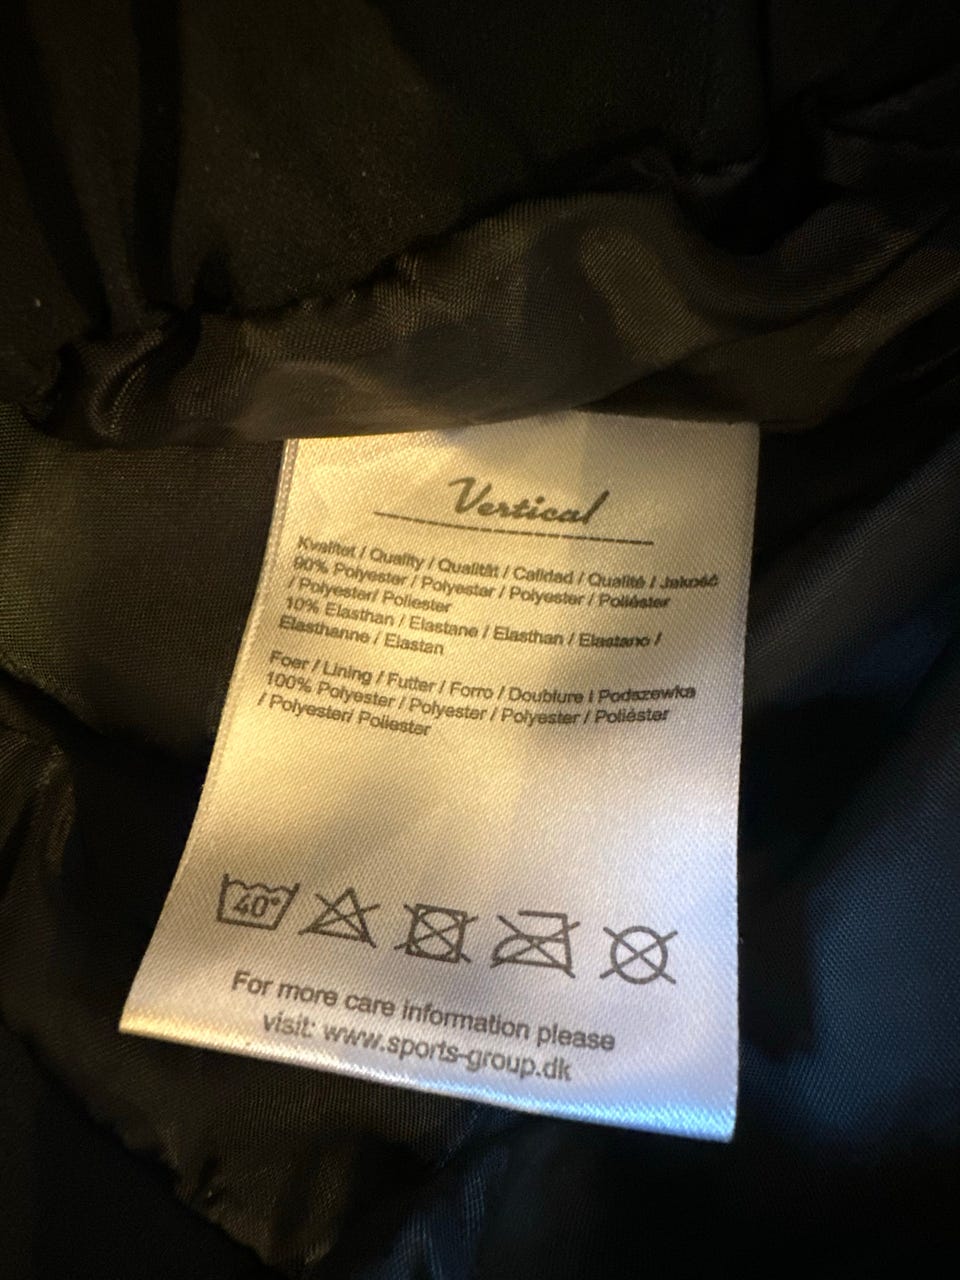 Vertical
Kvalitet / Quality / Qualität / Calidad / Qualité / Jakość
90% Polyester / Polyester / Polyester / Poliéster
/ Polyester/ Poliester
10% Elasthan / Elastane / Elasthan / Elastano /
Elasthanne / Elastan
Foer / Lining / Futter / Forro / Doublure / Podszewka
100% Polyester / Polyester / Polyester / Poliéster
/ Polyester/ Poliester
40°
For more care information please
visit: www.sports-group.dk